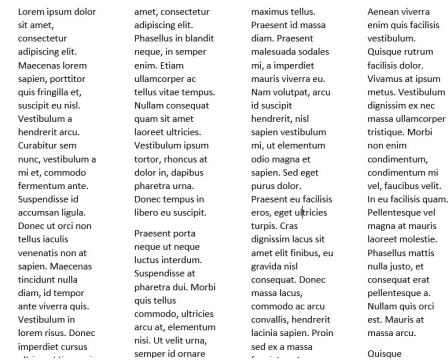 Lorem ipsum dolor
sit amet,
consectetur
adipiscing elit.
Maecenas lorem
sapien, porttitor
quis fringilla et,
suscipit eu nisl.
Vestibulum a
hendrerit arcu.
Curabitur sem
nunc, vestibulum a
mi et, commodo
fermentum ante.
Suspendisse id
accumsan ligula.
Donec ut orci non
tellus iaculis
venenatis non at
sapien. Maecenas
tincidunt nulla
diam, id tempor
ante viverra quis.
Vestibulum in
lorem risus. Donec
imperdiet cursus
amet, consectetur
adipiscing elit.
Phasellus in blandit
neque, in semper
enim. Etiam
ullamcorper ac
tellus vitae tempus.
Nullam consequat
quam sit amet
laoreet ultricies.
Vestibulum ipsum
tortor, rhoncus at
dolor in, dapibus
pharetra urna.
Donec tempus in
libero eu suscipit.
Praesent porta
neque ut neque
luctus interdum.
Suspendisse at
pharetra dui. Morbi
quis tellus
commodo, ultricies
arcu at, elementum
nisi. Ut velit urna,
semper id ornare
maximus tellus.
Praesent id massa
diam. Praesent
malesuada sodales
mi, a imperdiet
mauris viverra eu.
Nam volutpat, arcu
id suscipit
hendrerit, nisl
sapien vestibulum
mi, ut elementum
odio magna et
sapien. Sed eget
purus dolor.
Praesent eu facilisis
eros, eget ultricies
turpis. Cras
dignissim lacus sit
amet elit finibus, eu
gravida nisl
consequat. Donec
massa lacus,
commodo ac arcu
convallis, hendrerit
lacinia sapien. Proin
sed ex a massa
Aenean viverra
enim quis facilisis
vestibulum.
Quisque rutrum
facilisis dolor.
Vivamus at ipsum
metus. Vestibulum
dignissim ex nec
massa ullamcorper
tristique. Morbi
non enim
condimentum,
condimentum mi
vel, faucibus velit.
In eu facilisis quam.
Pellentesque vel
magna at mauris
laoreet molestie.
Phasellus mattis
nulla justo, et
consequat erat
pellentesque a.
Nullam quis orci
est. Mauris at
massa arcu.
Quisque